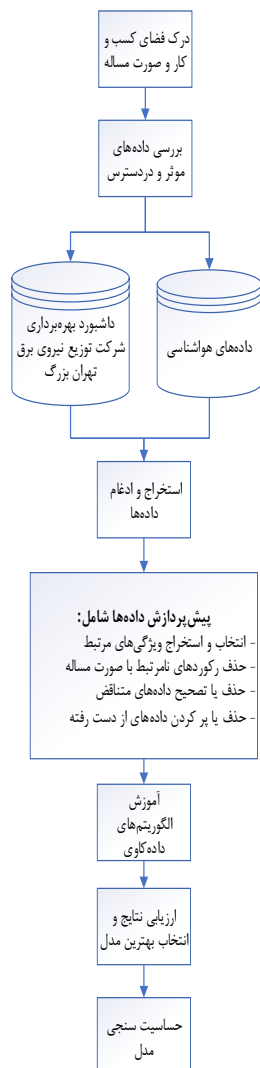 درک فضای کسب و
کار و صورت مساله
بررسی داده‌های
موثر و دردسترس
داشبورد بهره‌برداری
شرکت توزیع نیروی برق
تهران بزرگ
داده‌های هواشناسی
استخراج و ادغام
داده‌ها
پیش‌پردازش داده‌ها شامل:
- انتخاب و استخراج ویژگی‌های مرتبط
- حذف رکوردهای نامرتبط با صورت مساله
- حذف یا تصحیح داده‌های متناقض
- حذف یا پر کردن داده‌های از دست رفته
آموزش
الگوریتم‌های
داده‌کاوی
ارزیابی نتایج و
انتخاب بهترین مدل
حساسیت سنجی
مدل